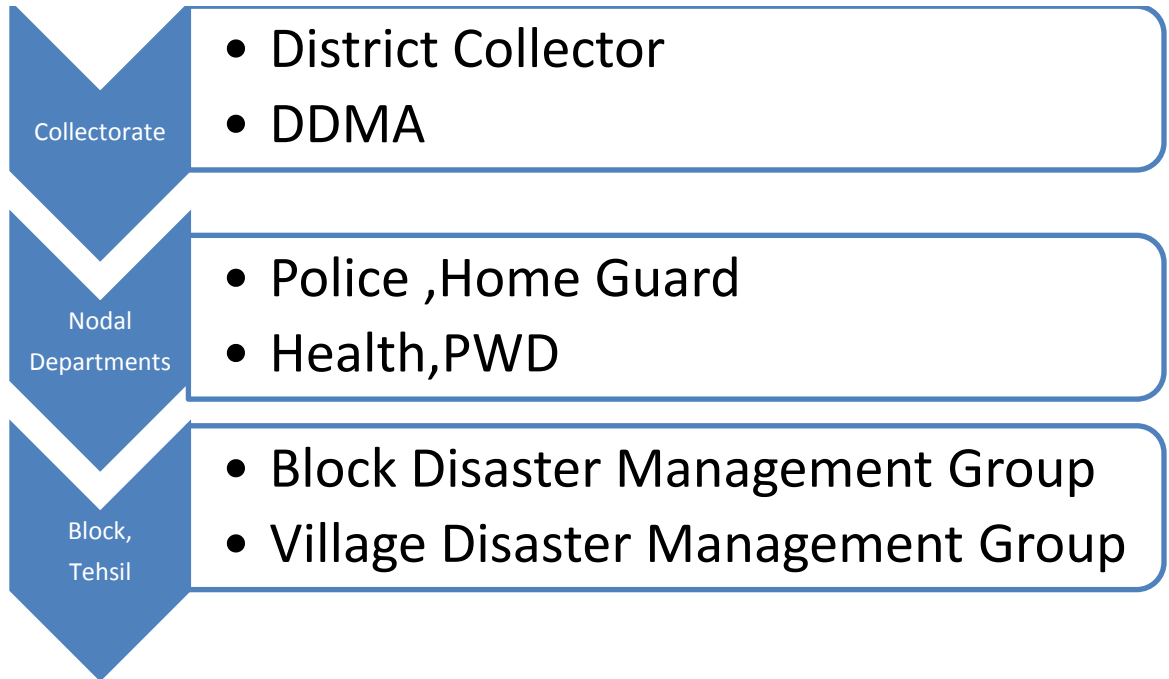 Collectorate
• District Collector
• DDMA
Nodal
Departments
• Police ,Home Guard
• Health,PWD
Block,
Tehsil
• Block Disaster Management Group
• Village Disaster Management Group